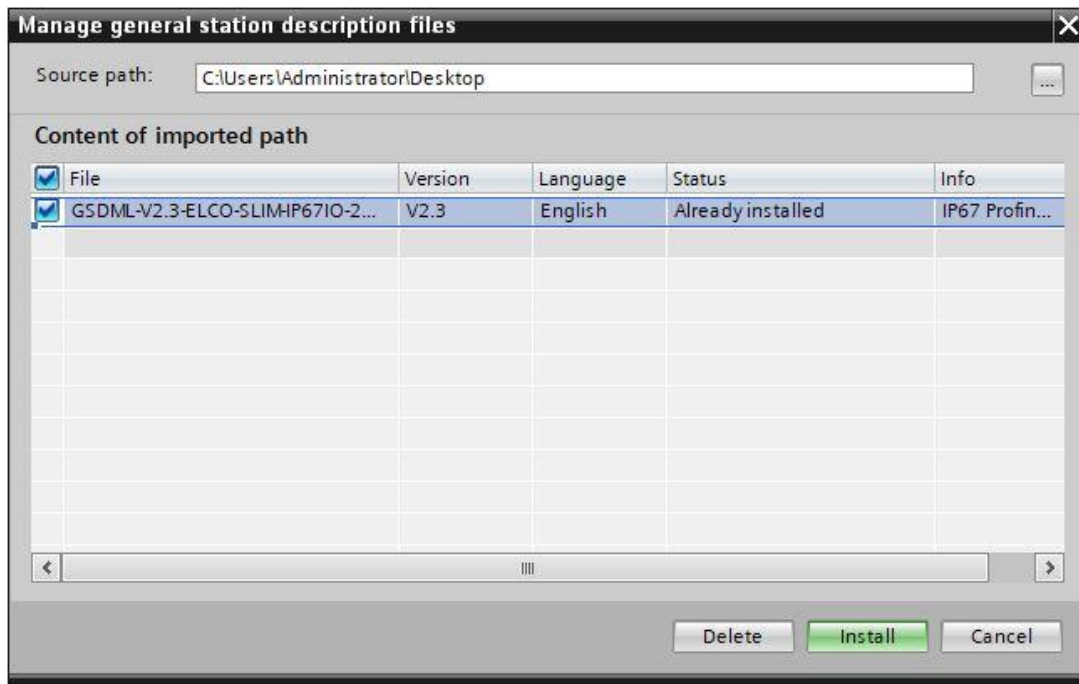 Manage general station description files
Source path: C:\Users\Administrator\Desktop ...
Content of imported path
File Version Language Status Info
GSDML-V2.3-ELCO-SLIM-IP67IO-2... V2.3 English Already installed IP67 Profin...
Delete Install Cancel